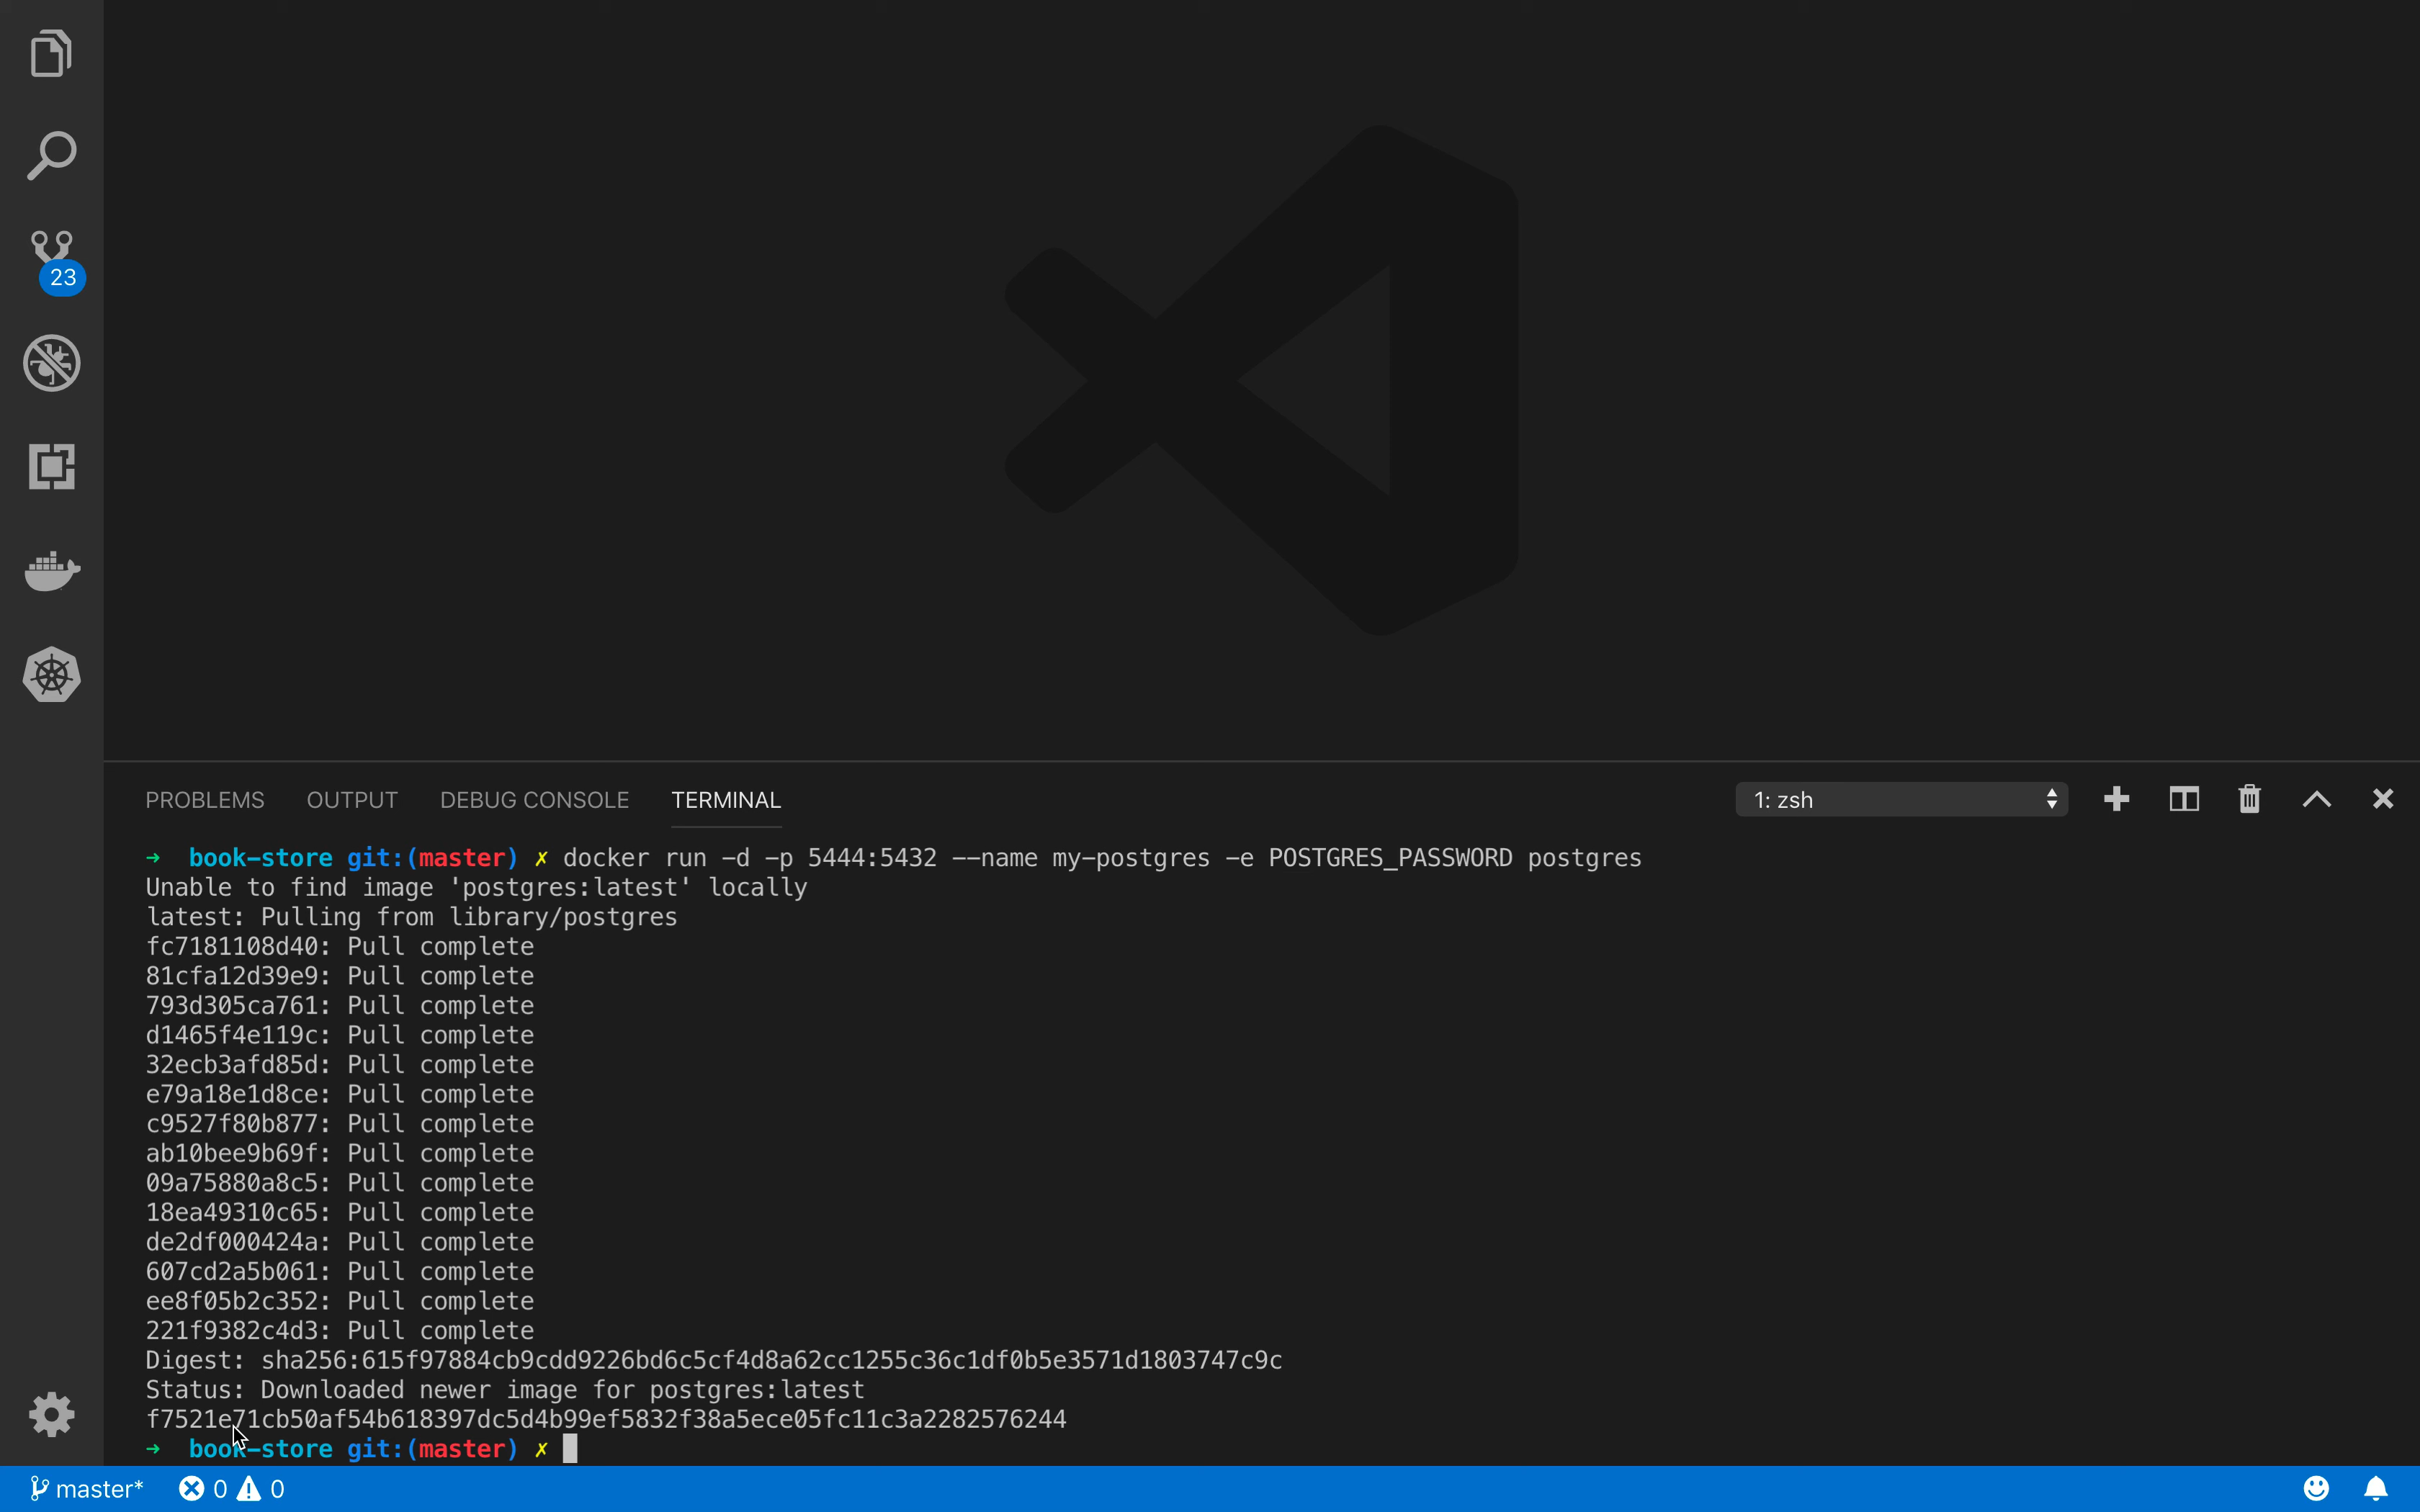 23
PROBLEMS OUTPUT DEBUG CONSOLE TERMINAL 1: zsh
→ book-store git:(master) ✗ docker run -d -p 5444:5432 --name my-postgres -e POSTGRES_PASSWORD postgres
Unable to find image 'postgres:latest' locally
latest: Pulling from library/postgres
fc7181108d40: Pull complete
81cfa12d39e9: Pull complete
793d305ca761: Pull complete
d1465f4e119c: Pull complete
32ecb3afd85d: Pull complete
e79a18e1d8ce: Pull complete
c9527f80b877: Pull complete
ab10bee9b69f: Pull complete
09a75880a8c5: Pull complete
18ea49310c65: Pull complete
de2df000424a: Pull complete
607cd2a5b061: Pull complete
ee8f05b2c352: Pull complete
221f9382c4d3: Pull complete
Digest: sha256:615f97884cb9cdd9226bd6c5cf4d8a62cc1255c36c1df0b5e3571d1803747c9c
Status: Downloaded newer image for postgres:latest
f7521e71cb50af54b618397dc5d4b99ef5832f38a5ece05fc11c3a2282576244
→ book-store git:(master) ✗
master* 0 0